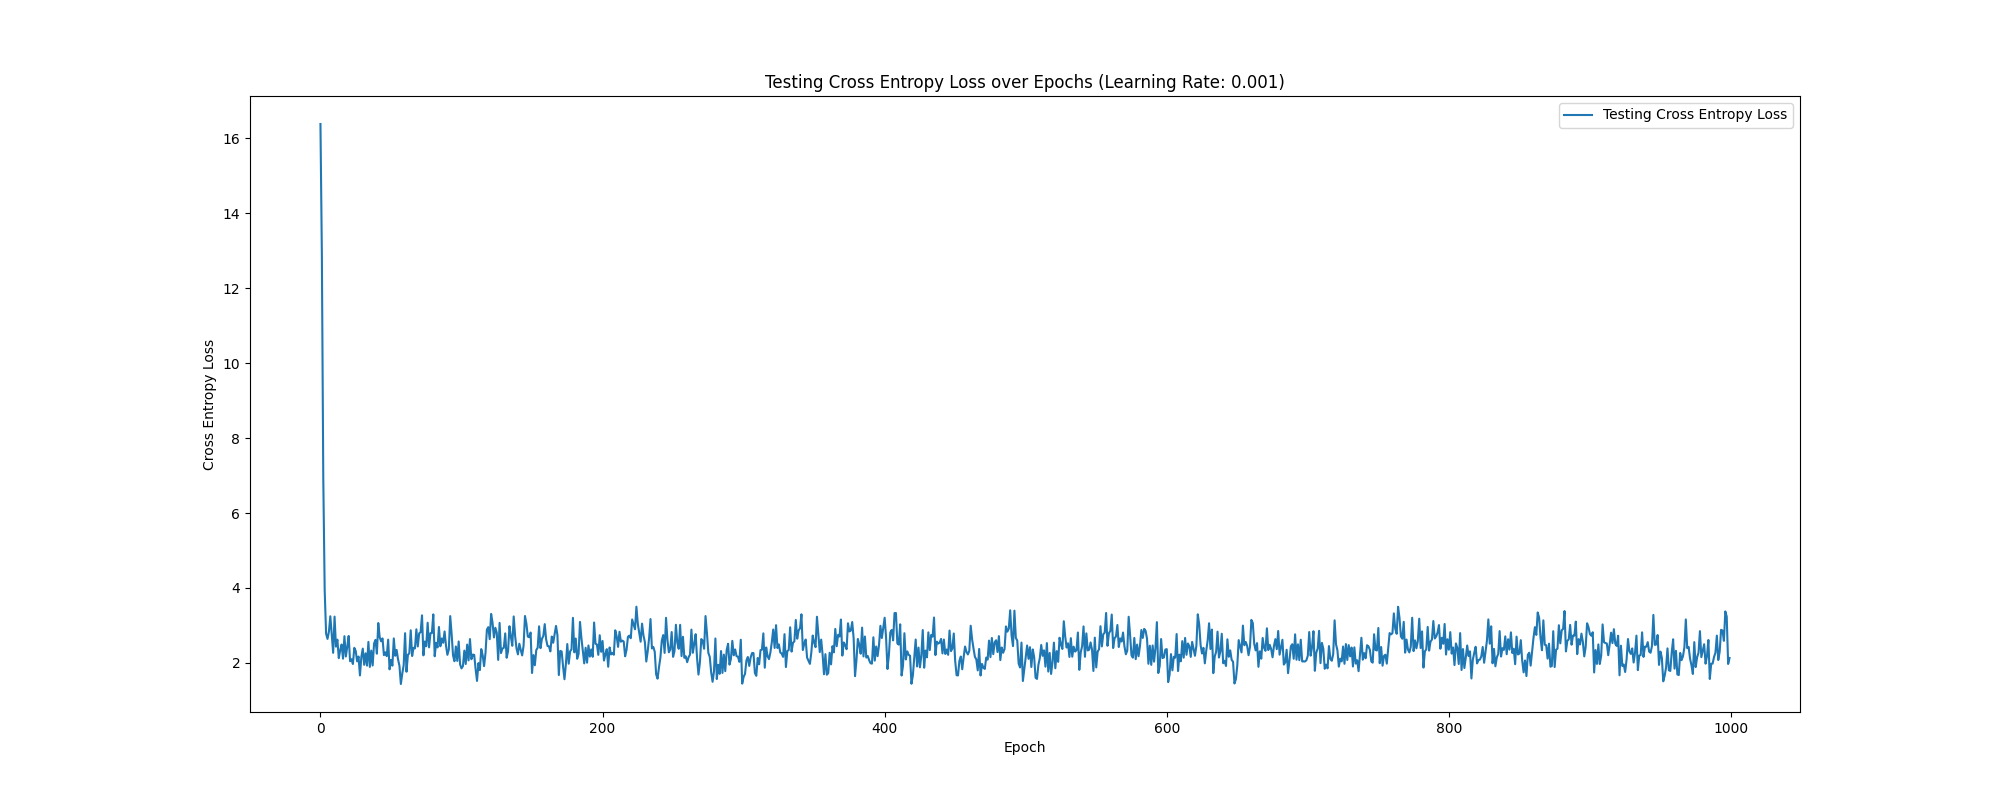 Testing Cross Entropy Loss over Epochs (Learning Rate: 0.001)
Testing Cross Entropy Loss
16
14
12
10
8
6
4
2
Cross Entropy Loss
0 200 400 600 800 1000
Epoch